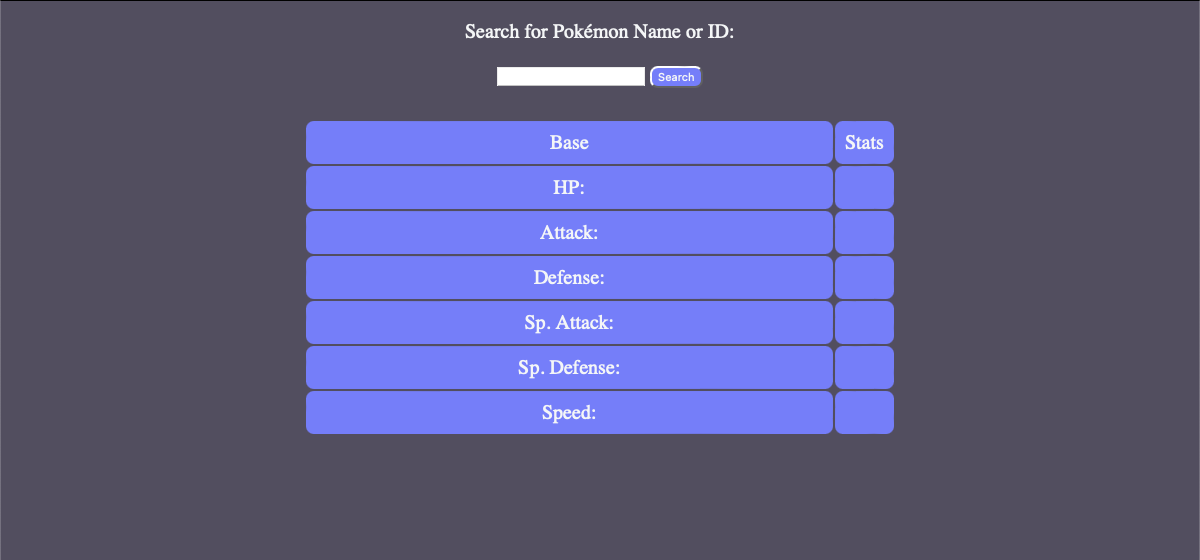 Search for Pokémon Name or ID:
Search
Base Stats
HP:
Attack:
Defense:
Sp. Attack:
Sp. Defense:
Speed: